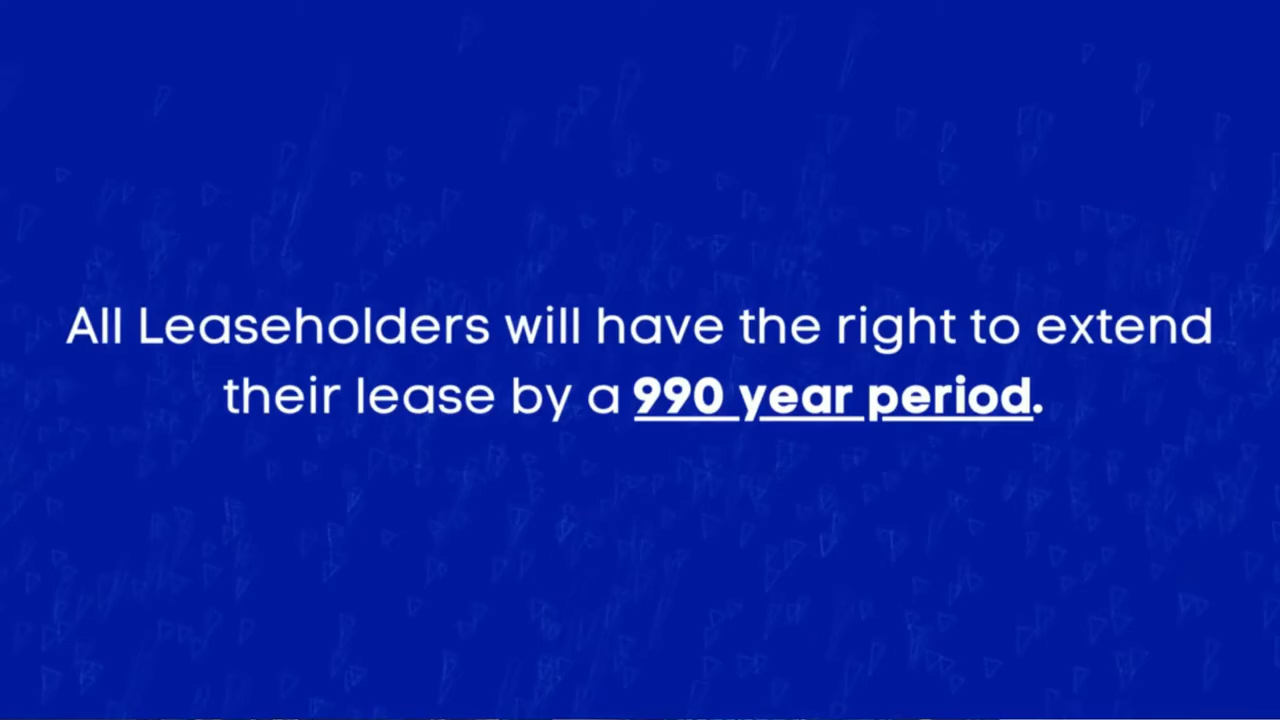 All Leaseholders will have the right to extend
their lease by a 990 year period.